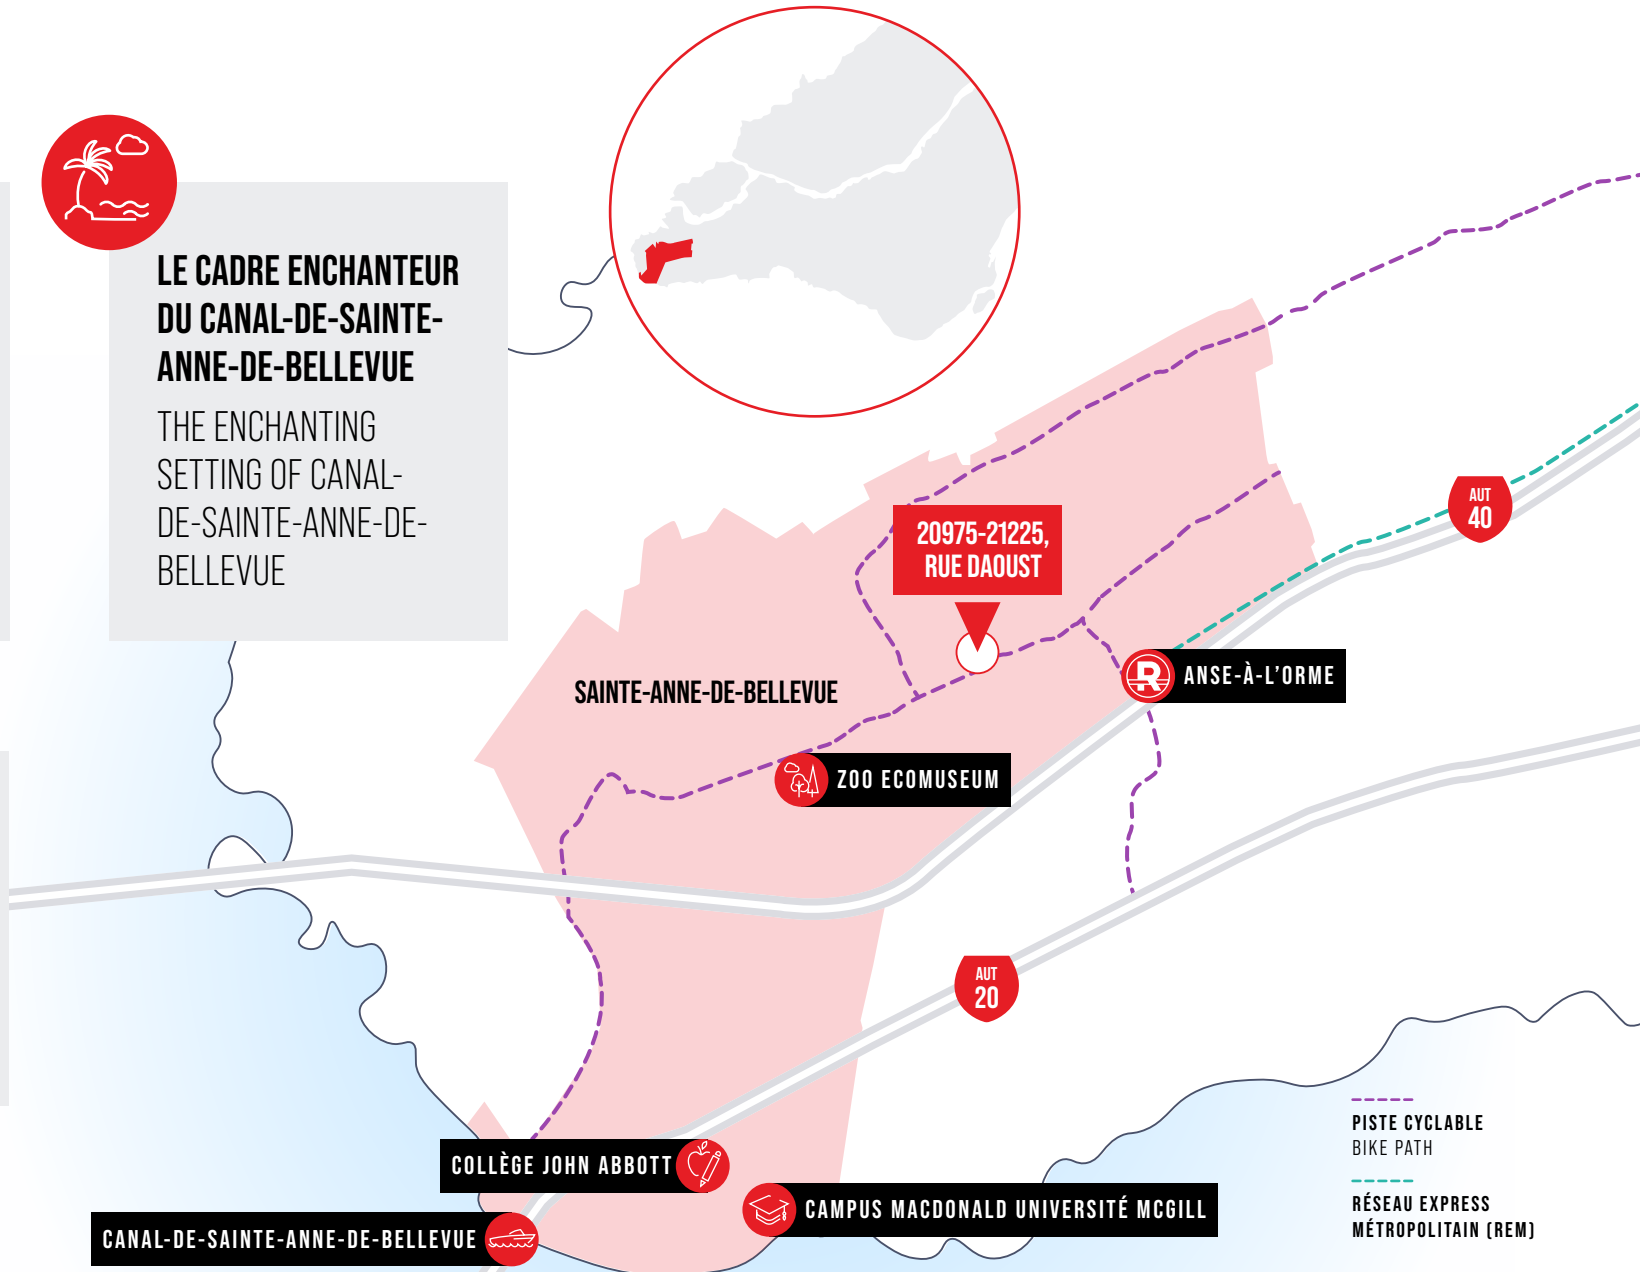 LE CADRE ENCHANTEUR
DU CANAL-DE-SAINTE-
ANNE-DE-BELLEVUE
THE ENCHANTING
SETTING OF CANAL-
DE-SAINTE-ANNE-DE-
BELLEVUE
AUT
40
20975-21225,
RUE DAOUST
ANSE-À-L'ORME
SAINTE-ANNE-DE-BELLEVUE
ZOO ECOMUSEUM
AUT
20
COLLÈGE JOHN ABBOTT
CAMPUS MACDONALD UNIVERSITÉ MCGILL
CANAL-DE-SAINTE-ANNE-DE-BELLEVUE
PISTE CYCLABLE
BIKE PATH
RÉSEAU EXPRESS
MÉTROPOLITAIN (REM)